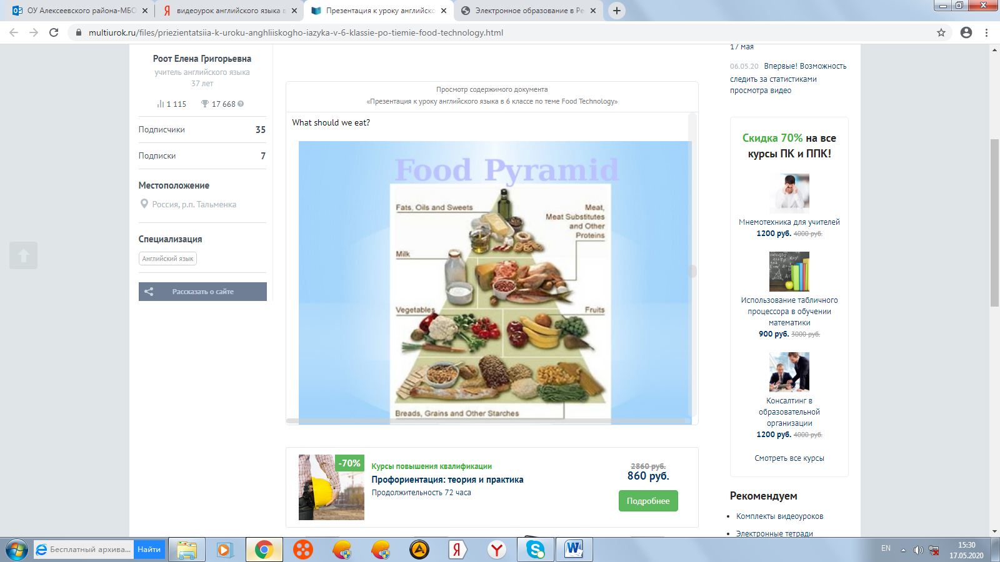 ОУ Алексеевского района-МБО
видеоурок английского языка в
Презентация к уроку английско
Электронное образование в Ре
multiurok.ru/files/priezientatsiia-k-uroku-anghliiskogho-iazyka-v-6-klassie-po-tiemie-food-technology.html
Роот Елена Григорьевна
учитель английского языка
37 лет
1 115
17 668
Подписчики 35
Подписки 7
Местоположение
Россия, р.п. Тальменка
Специализация
Английский язык
Рассказать о сайте
Просмотр содержимого документа
«Презентация к уроку английского языка в 6 классе по теме Food Technology»
What should we eat?
Food Pyramid
Fats, Oils and Sweets
Meat,
Meat Substitutes
and Other
Proteins
Milk
Vegetables
Fruits
Breads, Grains and Other Starches
-70%
Курсы повышения квалификации
Профориентация: теория и практика
Продолжительность 72 часа
2860 руб.
860 руб.
Подробнее
17 мая
06.05.20 Впервые! Возможность
следить за статистиками
просмотра видео
Скидка 70% на все
курсы ПК и ППК!
Мнемотехника для учителей
1200 руб. 4000 руб.
Использование табличного
процессора в обучении
математики
900 руб. 3000 руб.
Консалтинг в
образовательной
организации
1200 руб. 4000 руб.
Смотреть все курсы
Рекомендуем
Комплекты видеоуроков
Электронные тетради
Бесплатный архива...
Найти
EN
15:30
17.05.2020